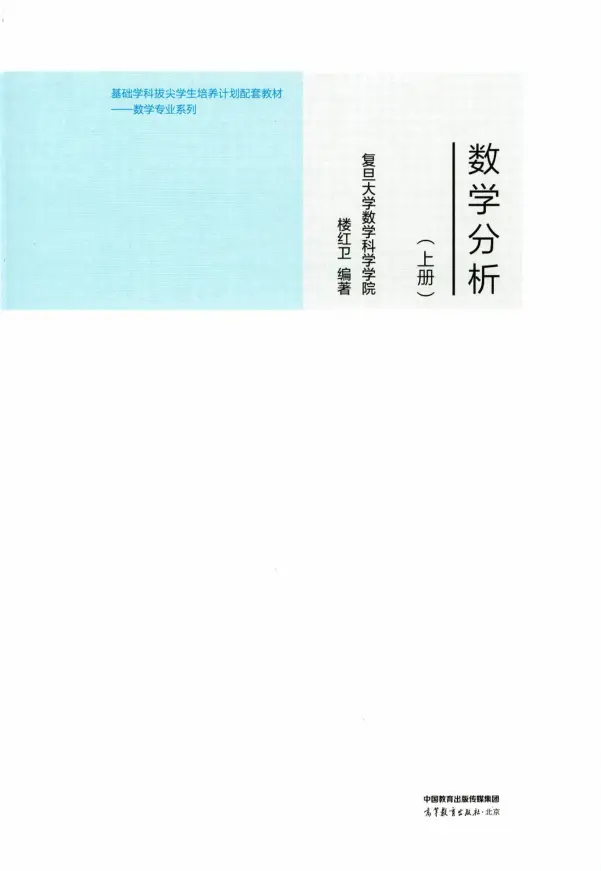 基础学科拔尖学生培养计划配套教材
——数学专业系列
数学分析
（上册）
复旦大学数学科学学院
楼红卫 编著
中国教育出版传媒集团
高等教育出版社·北京